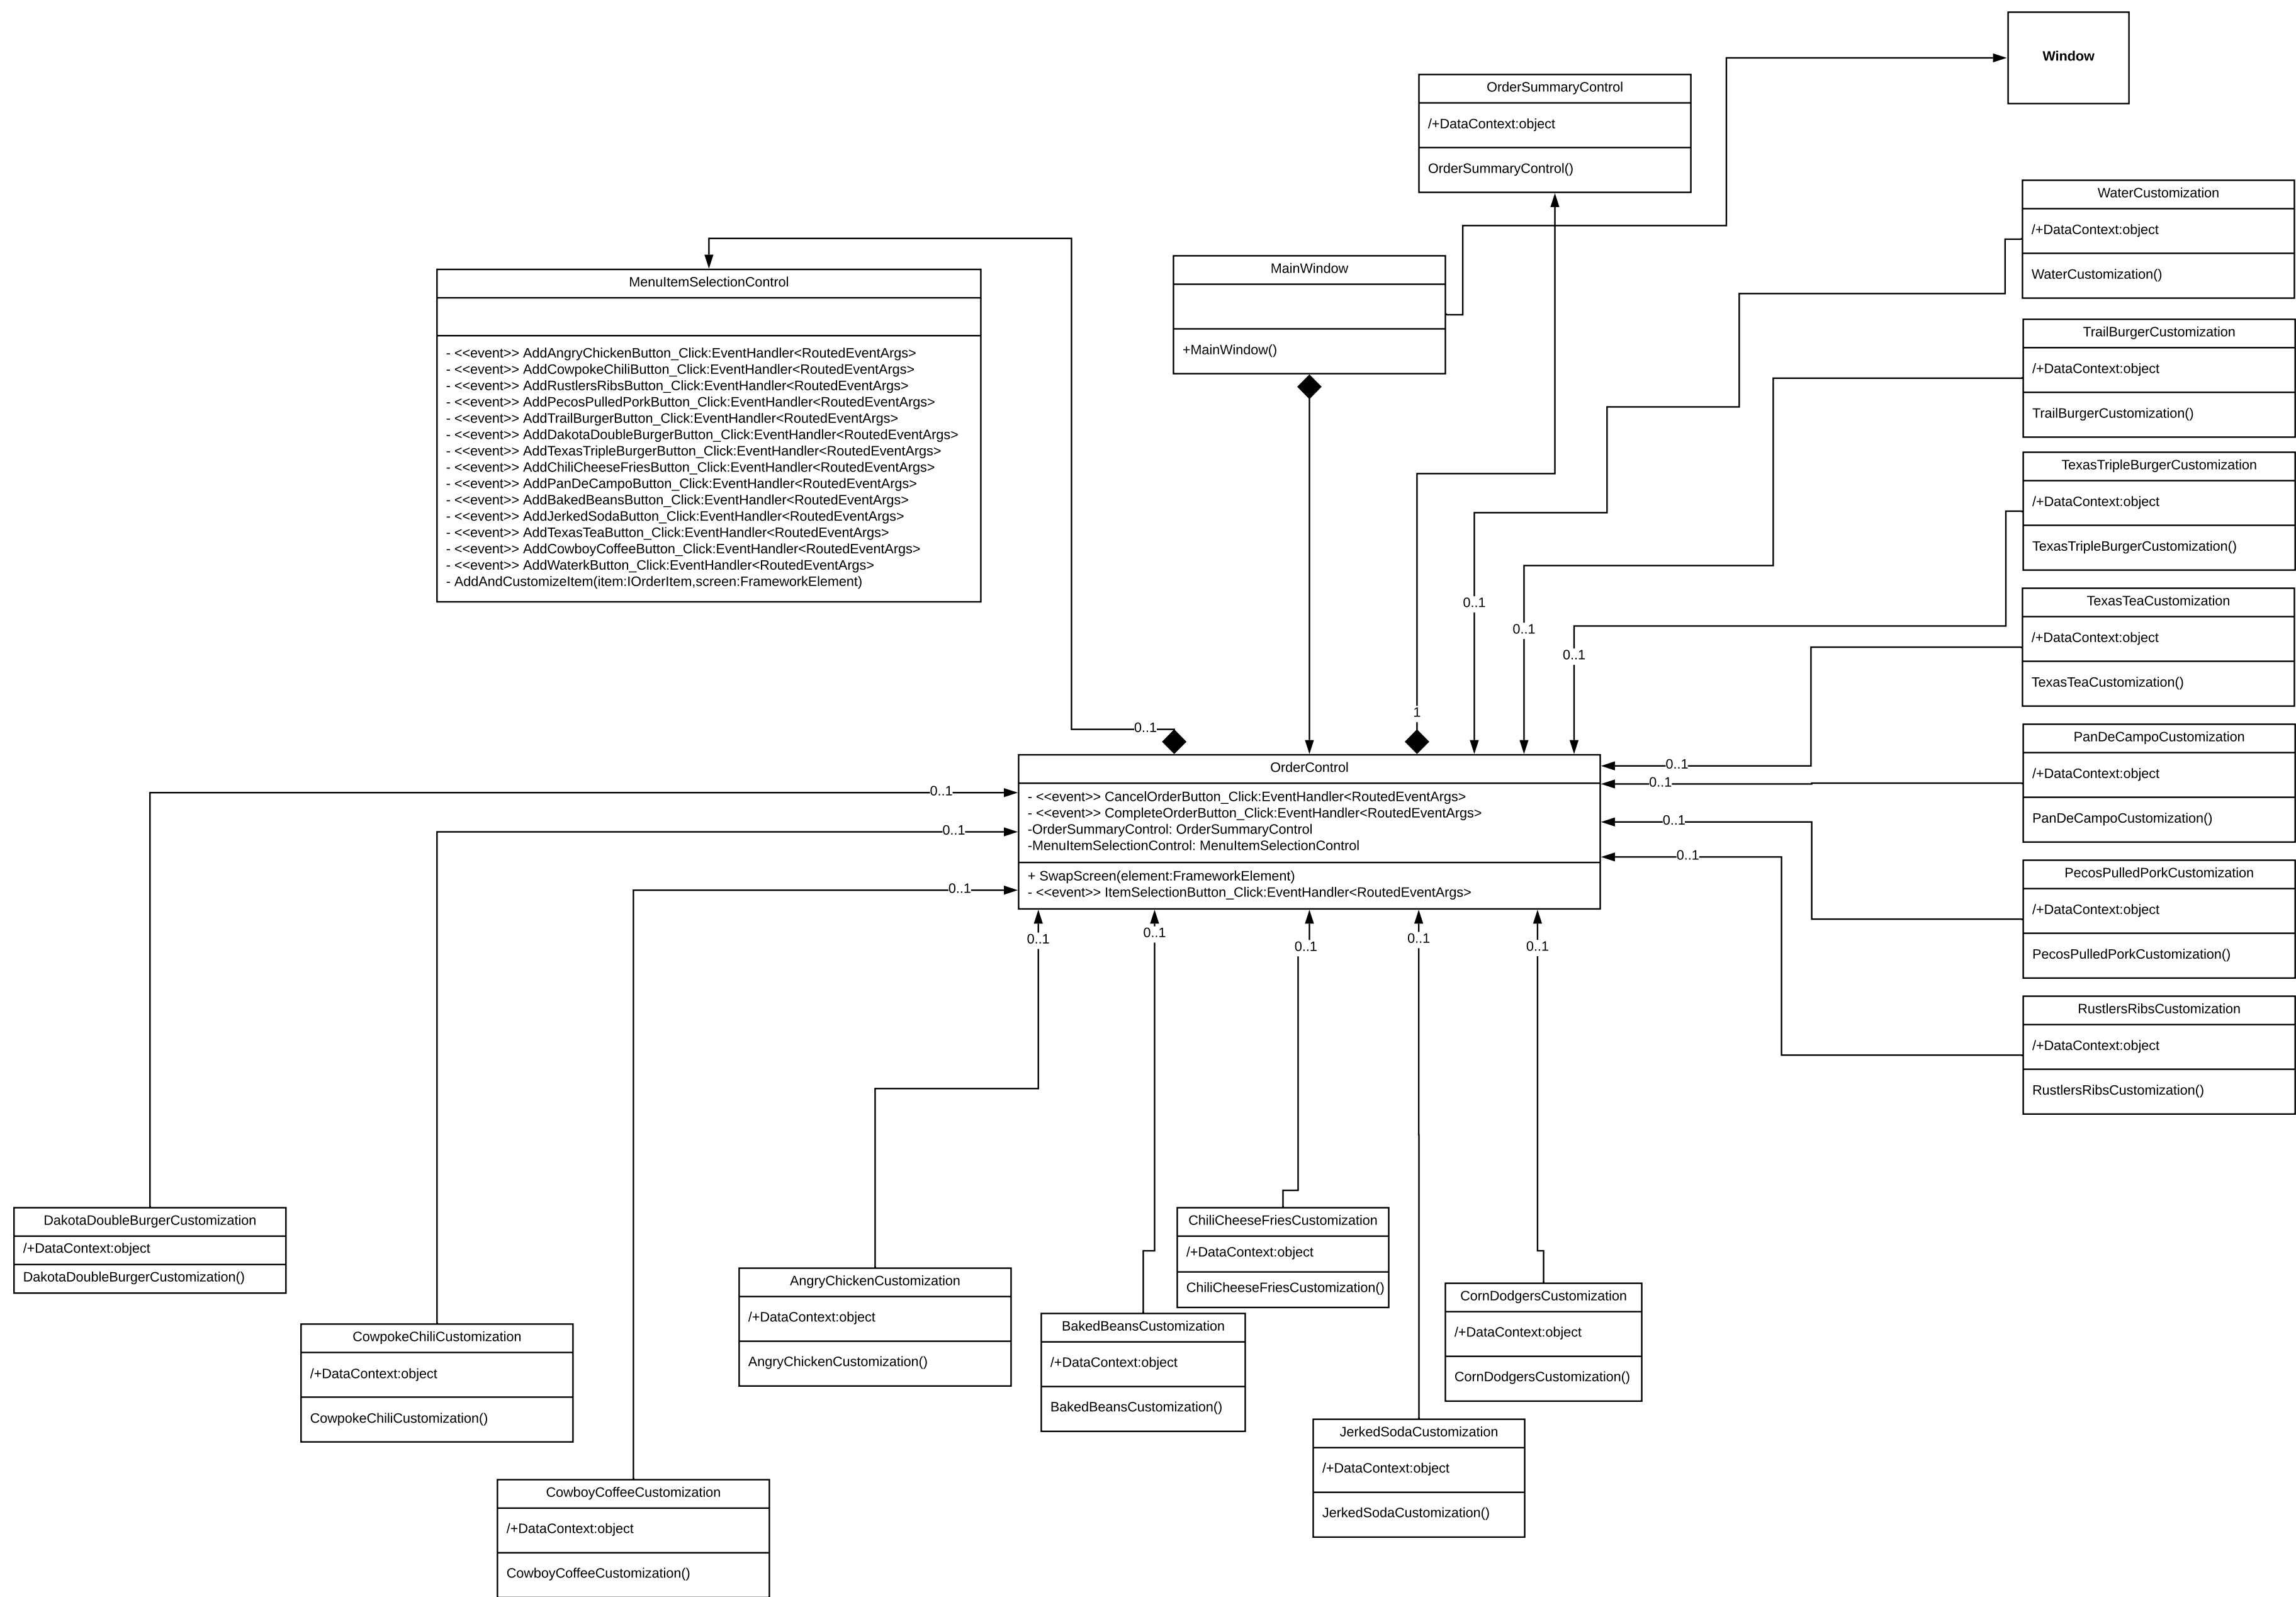 Window
OrderSummaryControl
/+DataContext:object
OrderSummaryControl()
WaterCustomization
/+DataContext:object
WaterCustomization()
MenuItemSelectionControl
- <<event>> AddAngryChickenButton_Click:EventHandler<RoutedEventArgs>
- <<event>> AddCowpokeChiliButton_Click:EventHandler<RoutedEventArgs>
- <<event>> AddRustlersRibsButton_Click:EventHandler<RoutedEventArgs>
- <<event>> AddPecosPulledPorkButton_Click:EventHandler<RoutedEventArgs>
- <<event>> AddTrailBurgerButton_Click:EventHandler<RoutedEventArgs>
- <<event>> AddDakotaDoubleBurgerButton_Click:EventHandler<RoutedEventArgs>
- <<event>> AddTexasTripleBurgerButton_Click:EventHandler<RoutedEventArgs>
- <<event>> AddChiliCheeseFriesButton_Click:EventHandler<RoutedEventArgs>
- <<event>> AddPanDeCampoButton_Click:EventHandler<RoutedEventArgs>
- <<event>> AddBakedBeansButton_Click:EventHandler<RoutedEventArgs>
- <<event>> AddJerkedSodaButton_Click:EventHandler<RoutedEventArgs>
- <<event>> AddTexasTeaButton_Click:EventHandler<RoutedEventArgs>
- <<event>> AddCowboyCoffeeButton_Click:EventHandler<RoutedEventArgs>
- <<event>> AddWaterkButton_Click:EventHandler<RoutedEventArgs>
- AddAndCustomizeItem(item:IOrderItem,screen:FrameworkElement)
MainWindow
+MainWindow()
TrailBurgerCustomization
/+DataContext:object
TrailBurgerCustomization()
TexasTripleBurgerCustomization
/+DataContext:object
TexasTripleBurgerCustomization()
TexasTeaCustomization
/+DataContext:object
TexasTeaCustomization()
0..1
0..1
0..1
1
0..1
PanDeCampoCustomization
/+DataContext:object
PanDeCampoCustomization()
OrderControl
- <<event>> CancelOrderButton_Click:EventHandler<RoutedEventArgs>
- <<event>> CompleteOrderButton_Click:EventHandler<RoutedEventArgs>
-OrderSummaryControl: OrderSummaryControl
-MenuItemSelectionControl: MenuItemSelectionControl
+ SwapScreen(element:FrameworkElement)
- <<event>> ItemSelectionButton_Click:EventHandler<RoutedEventArgs>
0..1
0..1
0..1
0..1
0..1
0..1
0..1
PecosPulledPorkCustomization
/+DataContext:object
PecosPulledPorkCustomization()
0..1
0..1
0..1
0..1
0..1
RustlersRibsCustomization
/+DataContext:object
RustlersRibsCustomization()
DakotaDoubleBurgerCustomization
/+DataContext:object
DakotaDoubleBurgerCustomization()
ChiliCheeseFriesCustomization
/+DataContext:object
ChiliCheeseFriesCustomization()
AngryChickenCustomization
/+DataContext:object
AngryChickenCustomization()
CornDodgersCustomization
/+DataContext:object
CornDodgersCustomization()
BakedBeansCustomization
/+DataContext:object
BakedBeansCustomization()
CowpokeChiliCustomization
/+DataContext:object
CowpokeChiliCustomization()
JerkedSodaCustomization
/+DataContext:object
JerkedSodaCustomization()
CowboyCoffeeCustomization
/+DataContext:object
CowboyCoffeeCustomization()